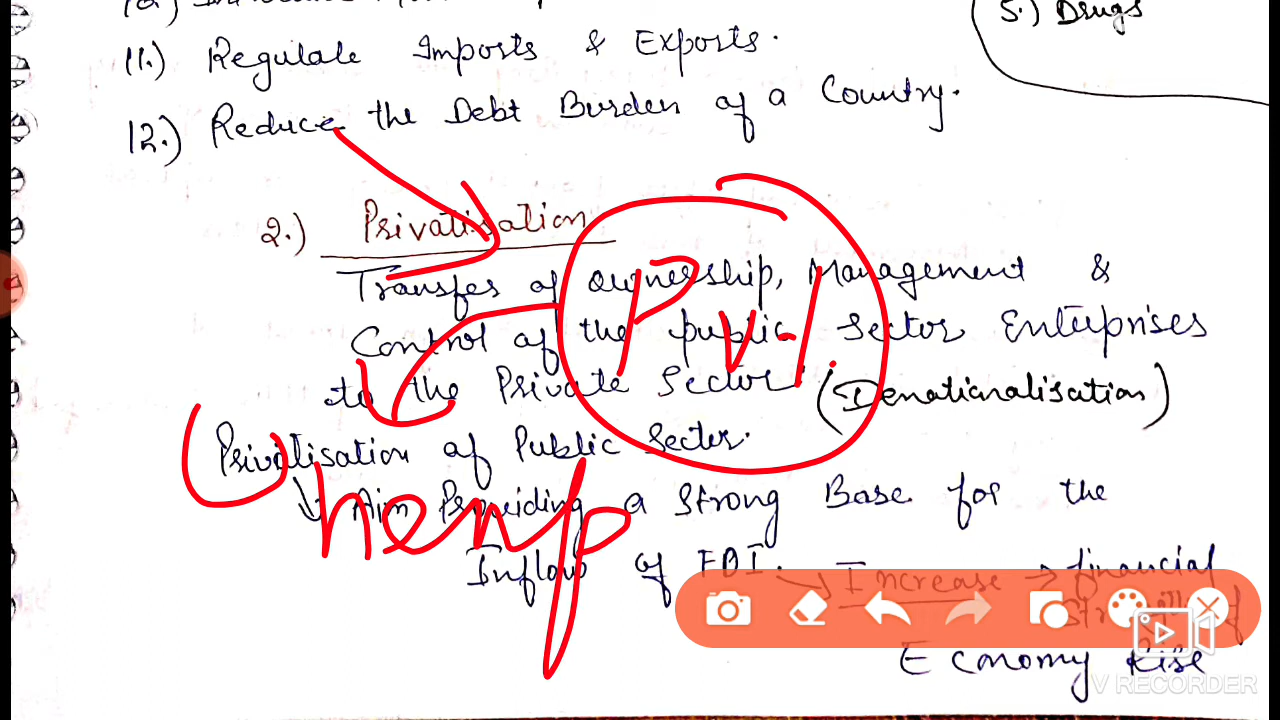 5.) Drugs
11.) Regulate Imports & Exports.
12.) Reduce the Debt Burden of a Country.
2.) Privatisation
Transfer of Ownership, Management &
Control of the public Sector Enterprises
to the Private Sector. (Denationalisation)
Pvt
Privatisation of Public Sector.
Aim Providing a Strong Base for the
Inflow of FDI. → Increase → financial
Economy Rise
V RECORDER